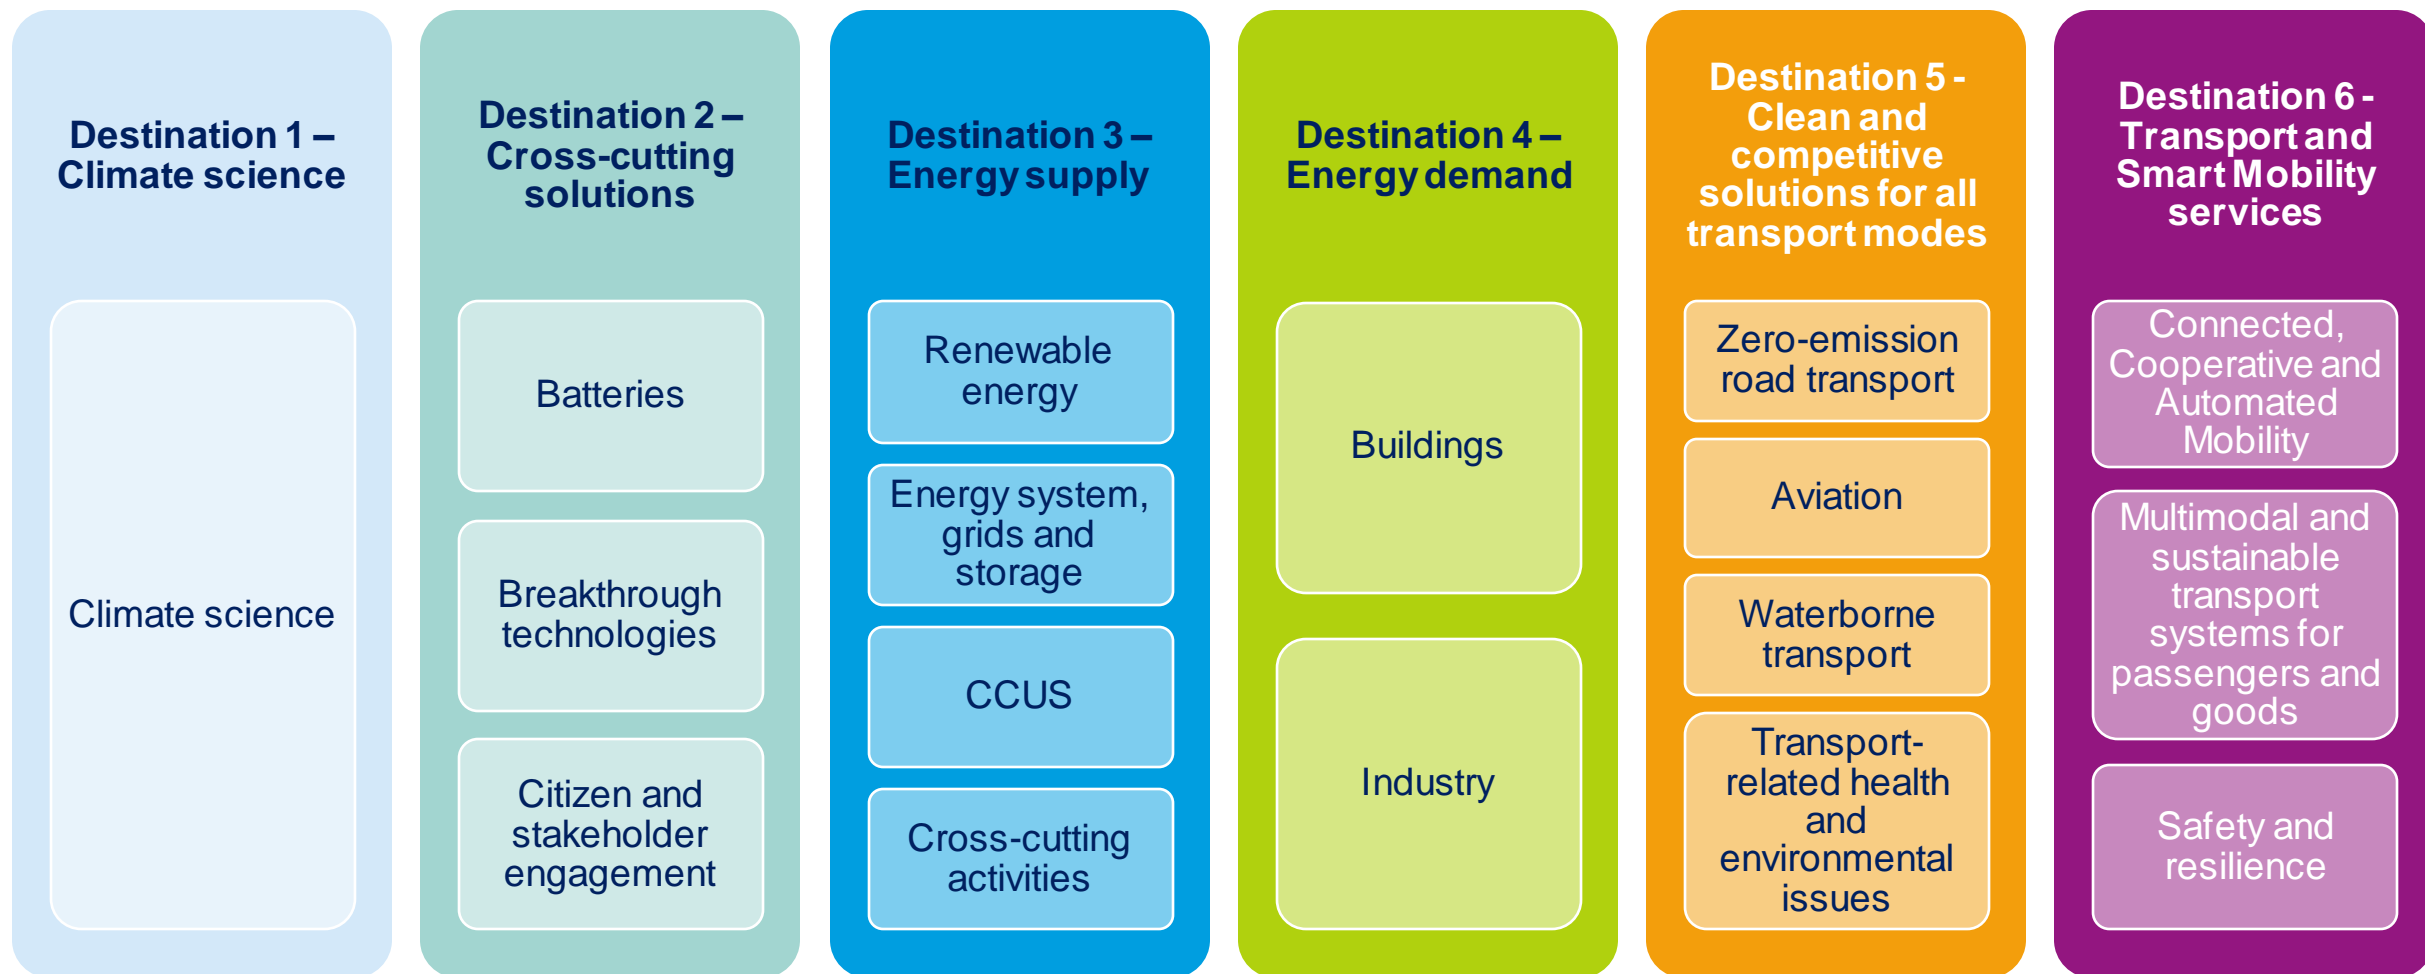 Destination 1 –
Climate science
Climate science
Destination 2 –
Cross-cutting
solutions
Batteries
Breakthrough
technologies
Citizen and
stakeholder
engagement
Destination 3 –
Energy supply
Renewable
energy
Energy system,
grids and
storage
CCUS
Cross-cutting
activities
Destination 4 –
Energy demand
Buildings
Industry
Destination 5 -
Clean and
competitive
solutions for all
transport modes
Zero-emission
road transport
Aviation
Waterborne
transport
Transport-
related health
and
environmental
issues
Destination 6 -
Transport and
Smart Mobility
services
Connected,
Cooperative and
Automated
Mobility
Multimodal and
sustainable
transport
systems for
passengers and
goods
Safety and
resilience